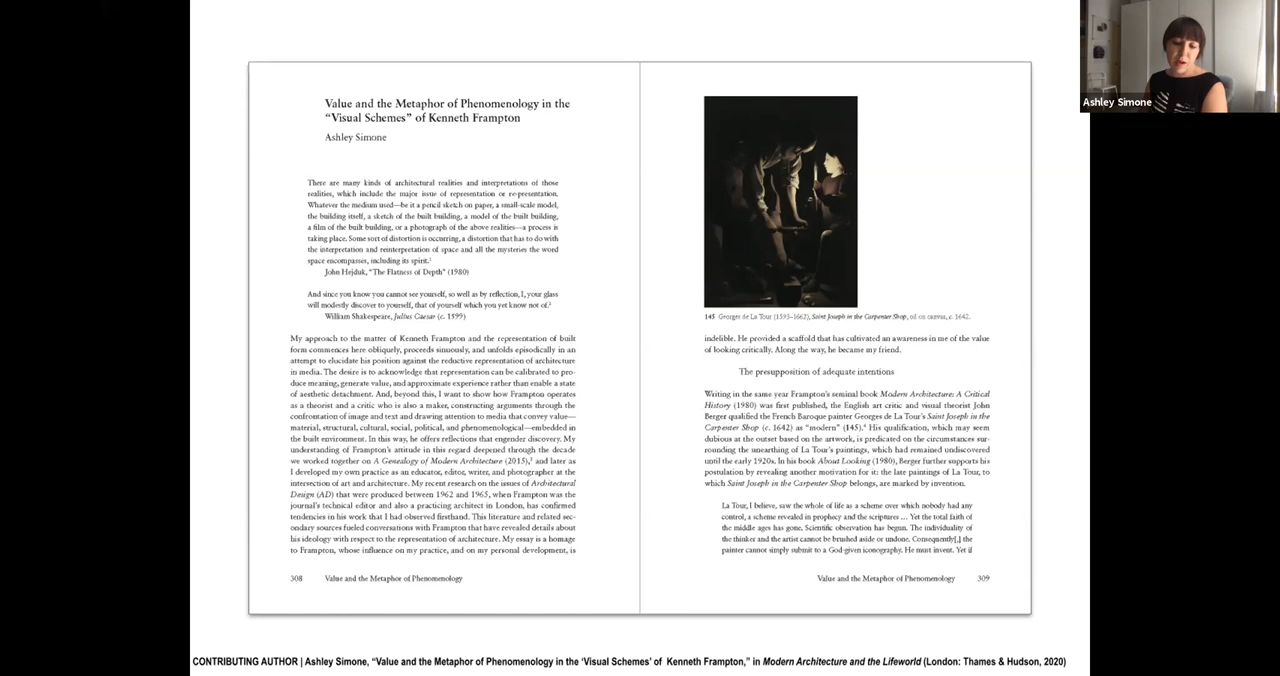 Value and the Metaphor of Phenomenology in the
“Visual Schemes” of Kenneth Frampton
Ashley Simone
There are many kinds of architectural realities and interpretations of those
realities, which include the major issue of representation or re-presentation.
Whatever the medium used—be it a pencil sketch on paper, a small-scale model,
the building itself, a sketch of the built building, a model of the built building,
a film of the built building, or a photograph of the above realities—a process is
taking place. Some sort of distortion is occurring, a distortion that has to do with
the interpretation and reinterpretation of space and all the mysteries the word
space encompasses, including its spirit.1
John Hejduk, “The Flatness of Depth” (1980)
And since you know you cannot see yourself, so well as by reflection, I, your glass
will modestly discover to yourself, that of yourself which you yet know not of.2
William Shakespeare, Julius Caesar (c. 1599)
My approach to the matter of Kenneth Frampton and the representation of built
form commences here obliquely, proceeds sinuously, and unfolds episodically in an
attempt to elucidate his position against the reductive representation of architecture
in media. The desire is to acknowledge that representation can be calibrated to pro-
duce meaning, generate value, and approximate experience rather than enable a state
of aesthetic detachment. And, beyond this, I want to show how Frampton operates
as a theorist and a critic who is also a maker, constructing arguments through the
confrontation of image and text and drawing attention to media that convey value—
material, structural, cultural, social, political, and phenomenological—embedded in
the built environment. In this way, he offers reflections that engender discovery. My
understanding of Frampton’s attitude in this regard deepened through the decade
we worked together on A Genealogy of Modern Architecture (2015),3 and later as
I developed my own practice as an educator, editor, writer, and photographer at the
intersection of art and architecture. My recent research on the issues of Architectural
Design (AD) that were produced between 1962 and 1965, when Frampton was the
journal’s technical editor and also a practicing architect in London, has confirmed
tendencies in his work that I had observed firsthand. This literature and related sec-
ondary sources fueled conversations with Frampton that have revealed details about
his ideology with respect to the representation of architecture. My essay is a homage
to Frampton, whose influence on my practice, and on my personal development, is
308 Value and the Metaphor of Phenomenology
145 Georges de La Tour (1593–1662), Saint Joseph in the Carpenter Shop, oil on canvas, c. 1642.
indelible. He provided a scaffold that has cultivated an awareness in me of the value
of looking critically. Along the way, he became my friend.
The presupposition of adequate intentions
Writing in the same year Frampton’s seminal book Modern Architecture: A Critical
History (1980) was first published, the English art critic and visual theorist John
Berger qualified the French Baroque painter Georges de La Tour’s Saint Joseph in the
Carpenter Shop (c. 1642) as “modern” (145).4 His qualification, which may seem
dubious at the outset based on the artwork, is predicated on the circumstances sur-
rounding the unearthing of La Tour’s paintings, which had remained undiscovered
until the early 1920s. In his book About Looking (1980), Berger further supports his
postulation by revealing another motivation for it: the late paintings of La Tour, to
which Saint Joseph in the Carpenter Shop belongs, are marked by invention.
La Tour, I believe, saw the whole of life as a scheme over which nobody had any
control, a scheme revealed in prophecy and the scriptures … Yet the total faith of
the middle ages has gone. Scientific observation has begun. The individuality of
the thinker and the artist cannot be brushed aside or undone. Consequently[,] the
painter cannot simply submit to a God-given iconography. He must invent. Yet if
Value and the Metaphor of Phenomenology 309
Ashley Simone
CONTRIBUTING AUTHOR | Ashley Simone, “Value and the Metaphor of Phenomenology in the ‘Visual Schemes’ of Kenneth Frampton,” in Modern Architecture and the Lifeworld (London: Thames & Hudson, 2020)